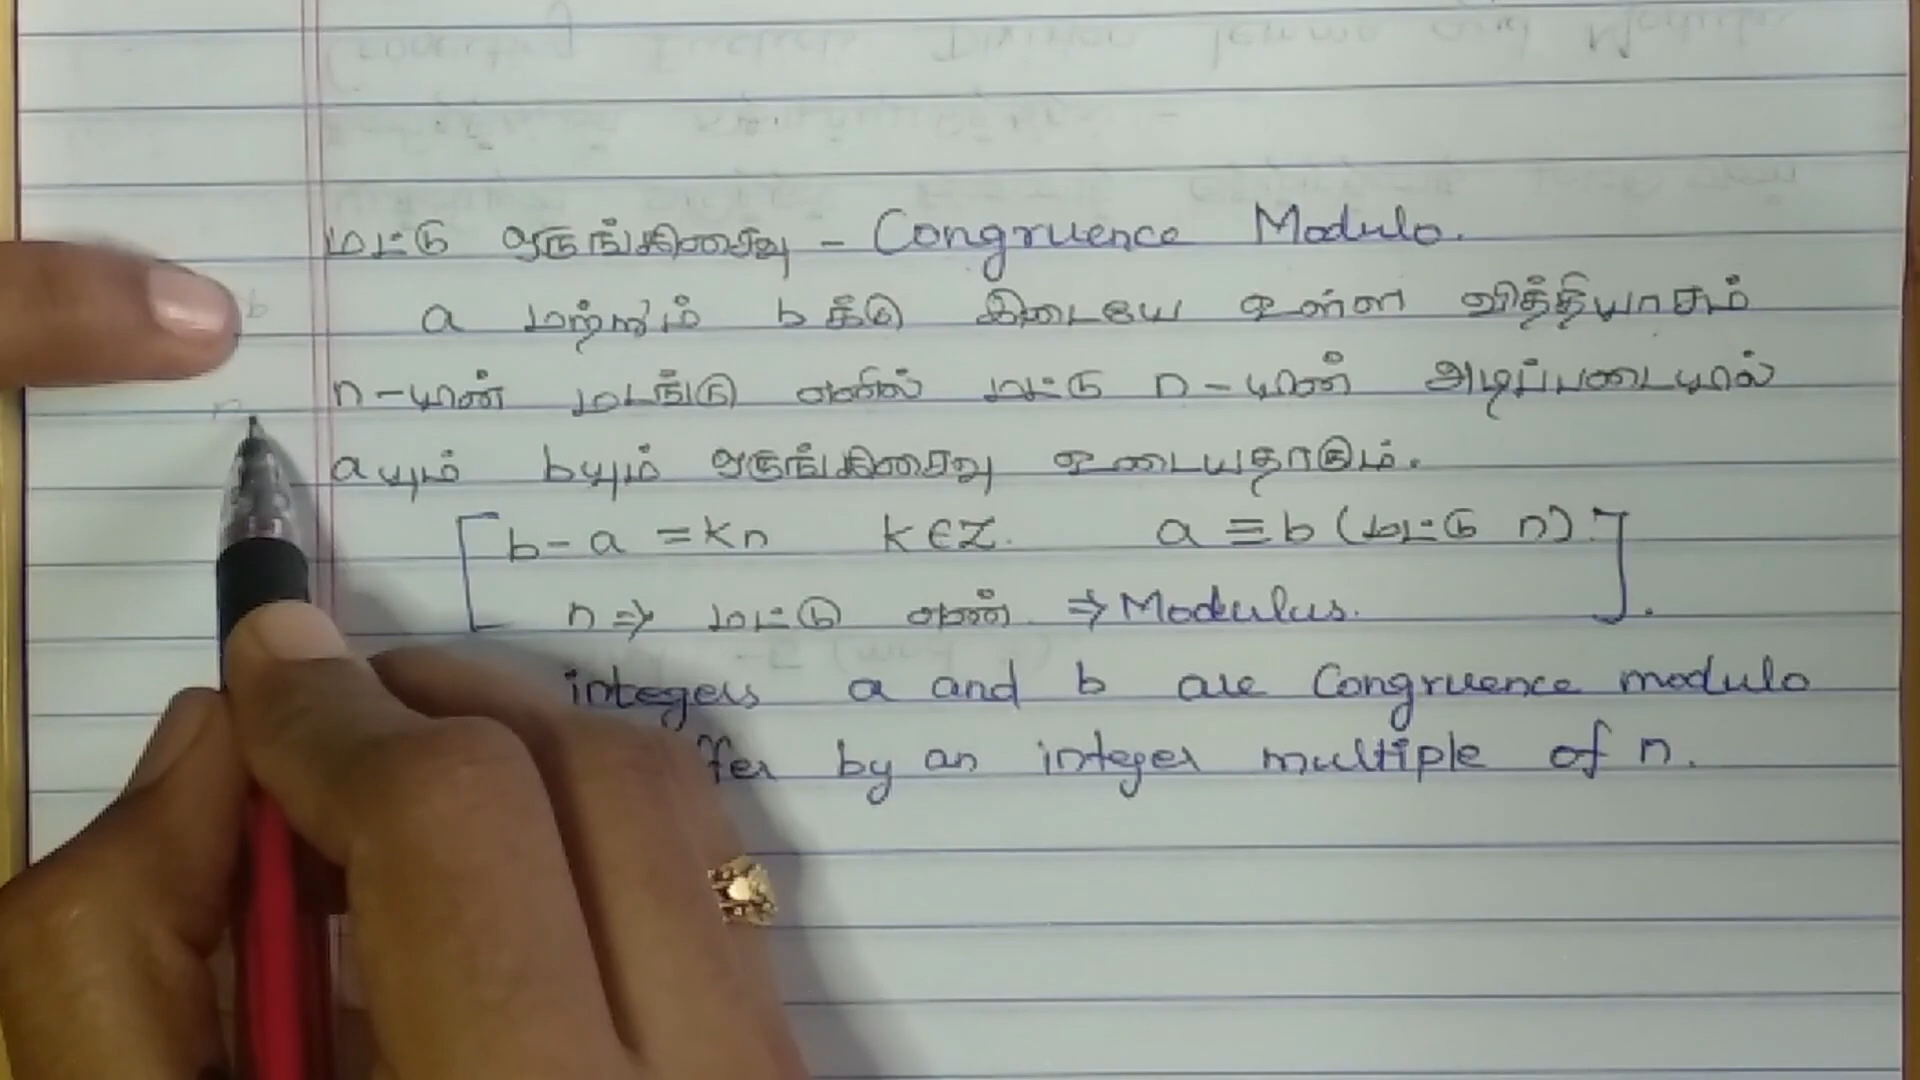 மட்டு ஒருங்கிசைவு - Congruence Modulo.
a மற்றும் b க்கு இடையே உள்ள வித்தியாசம்
n-யின் மடங்கு எனில் மட்டு n-யின் அடிப்படையில்
aயும் bயும் ஒருங்கிசைவு உடையதாகும்.
[b-a = kn k∈Z. a ≡ b (மட்டு n).
n ⇒ மட்டு எண் ⇒ Modulus.].
integers a and b are Congruence modulo
by an integer multiple of n.